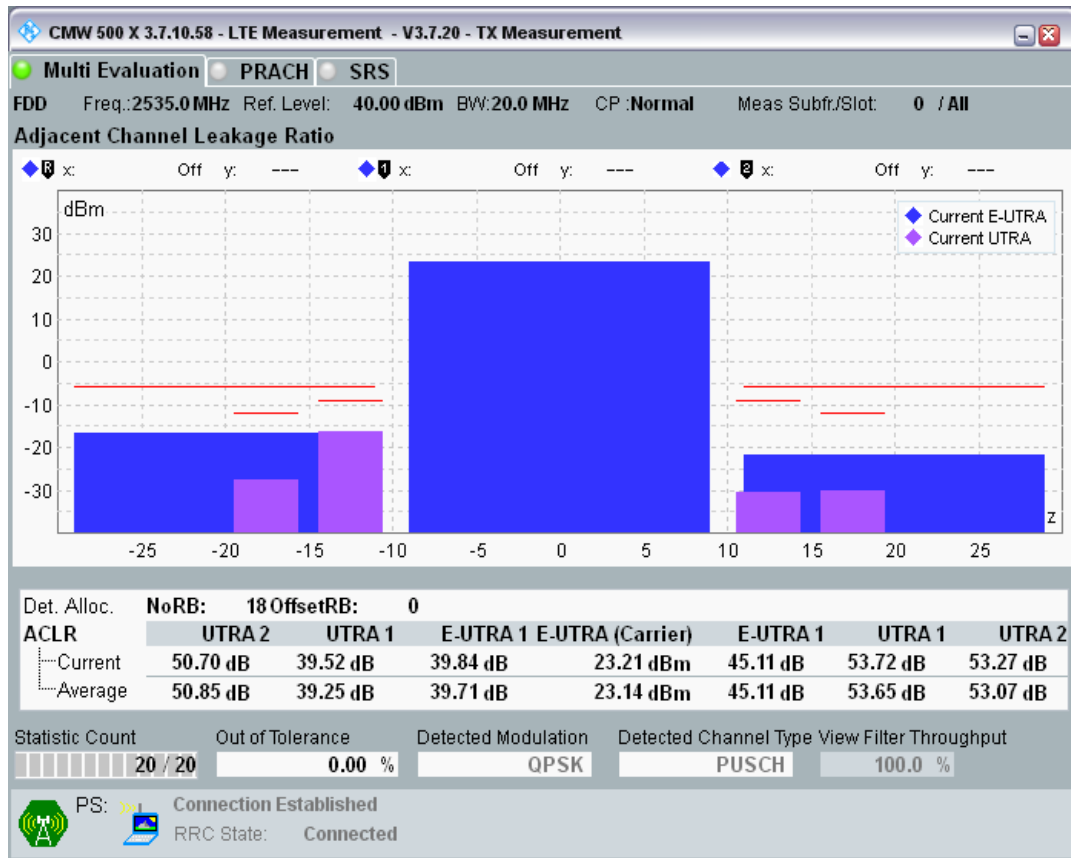 CMW 500 X 3.7.10.58 - LTE Measurement - V3.7.20 - TX Measurement
Multi Evaluation PRACH SRS
FDD Freq.:2535.0 MHz Ref. Level: 40.00 dBm BW:20.0 MHz CP :Normal Meas Subfr./Slot: 0 / All
Adjacent Channel Leakage Ratio
R x: Off y: --- 1 x: Off y: --- 2 x: Off y: ---
dBm
Current E-UTRA
Current UTRA
30
20
10
0
-10
-20
-30
z
-25 -20 -15 -10 -5 0 5 10 15 20 25
Det. Alloc. NoRB: 18 OffsetRB: 0
ACLR UTRA 2 UTRA 1 E-UTRA 1 E-UTRA (Carrier) E-UTRA 1 UTRA 1 UTRA 2
Current 50.70 dB 39.52 dB 39.84 dB 23.21 dBm 45.11 dB 53.72 dB 53.27 dB
Average 50.85 dB 39.25 dB 39.71 dB 23.14 dBm 45.11 dB 53.65 dB 53.07 dB
Statistic Count Out of Tolerance Detected Modulation Detected Channel Type View Filter Throughput
20 / 20 0.00 % QPSK PUSCH 100.0 %
PS: Connection Established
RRC State: Connected